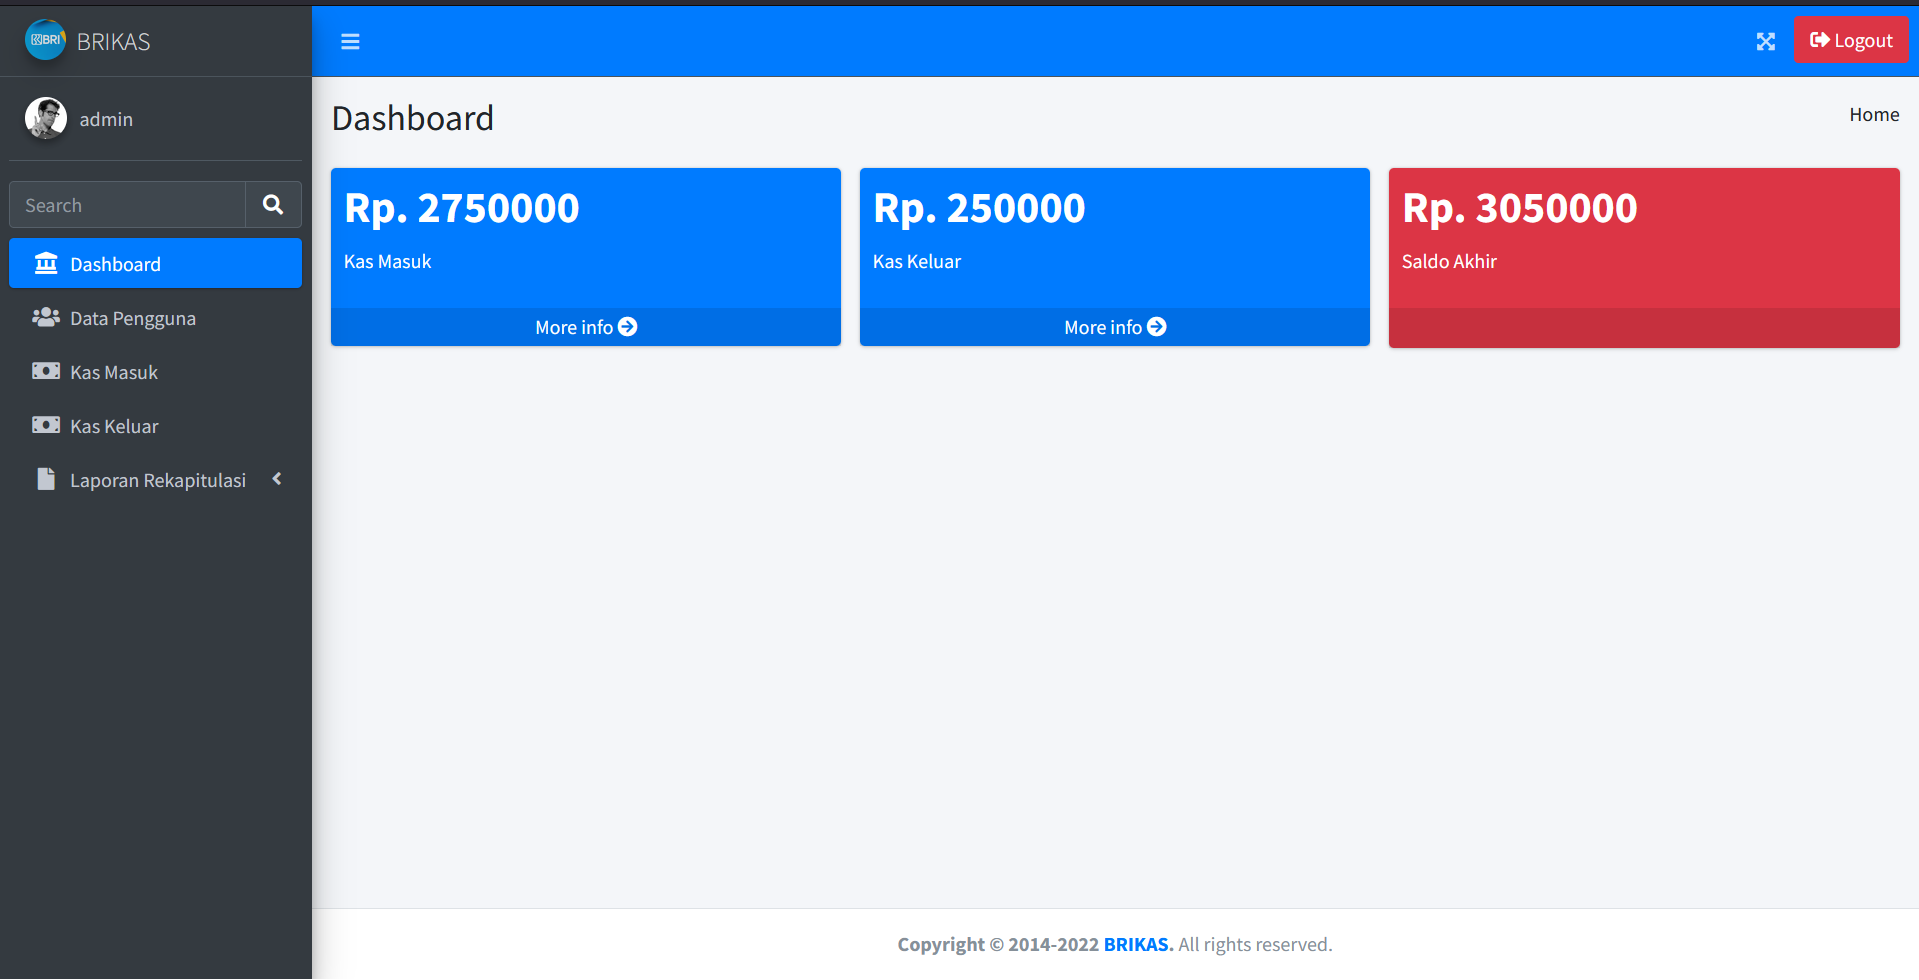 BRI
BRIKAS
Logout
admin
Dashboard
Home
Search
Dashboard
Data Pengguna
Kas Masuk
Kas Keluar
Laporan Rekapitulasi
Rp. 2750000
Kas Masuk
More info
Rp. 250000
Kas Keluar
More info
Rp. 3050000
Saldo Akhir
Copyright © 2014-2022 BRIKAS. All rights reserved.